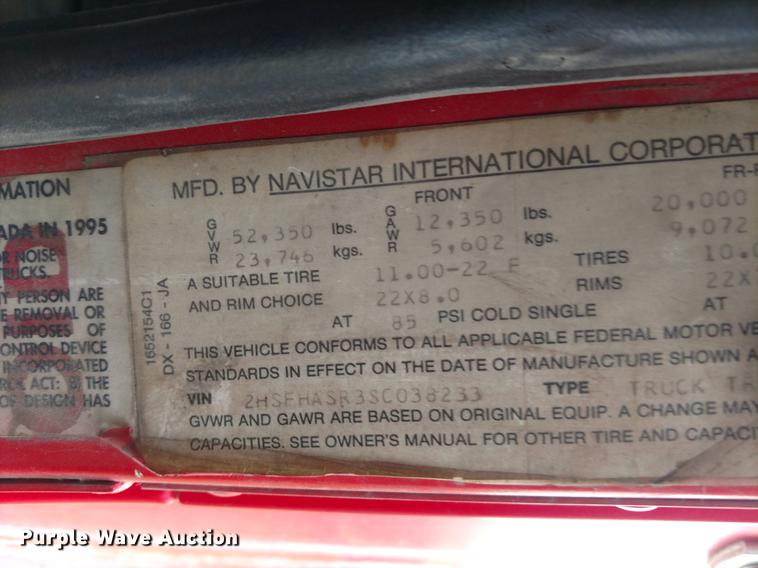 MATION
ADA IN 1995
OR NOISE
TRUCKS.
Y PERSON ARE
E REMOVAL OR
PURPOSES OF
CONTROL DEVICE
INCORPORATED
ACT: THE
OF DESIGN HAS
1652154C1
DX - 166 - JA
MFD. BY NAVISTAR INTERNATIONAL CORPORAT
FRONT FR-
GVWR 52,350 lbs. GAWR 12,350 lbs. 20,000
23,746 kgs. 5,602 kgs. 9,072
A SUITABLE TIRE 11.00-22 F TIRES 10.0
AND RIM CHOICE 22X8.0 RIMS 22X
AT 85 PSI COLD SINGLE AT
THIS VEHICLE CONFORMS TO ALL APPLICABLE FEDERAL MOTOR VE
STANDARDS IN EFFECT ON THE DATE OF MANUFACTURE SHOWN A
VIN 2HSFHASR3SC038233 TYPE TRUCK TR
GVWR AND GAWR ARE BASED ON ORIGINAL EQUIP. A CHANGE MAY
CAPACITIES. SEE OWNER'S MANUAL FOR OTHER TIRE AND CAPACI
Purple Wave Auction